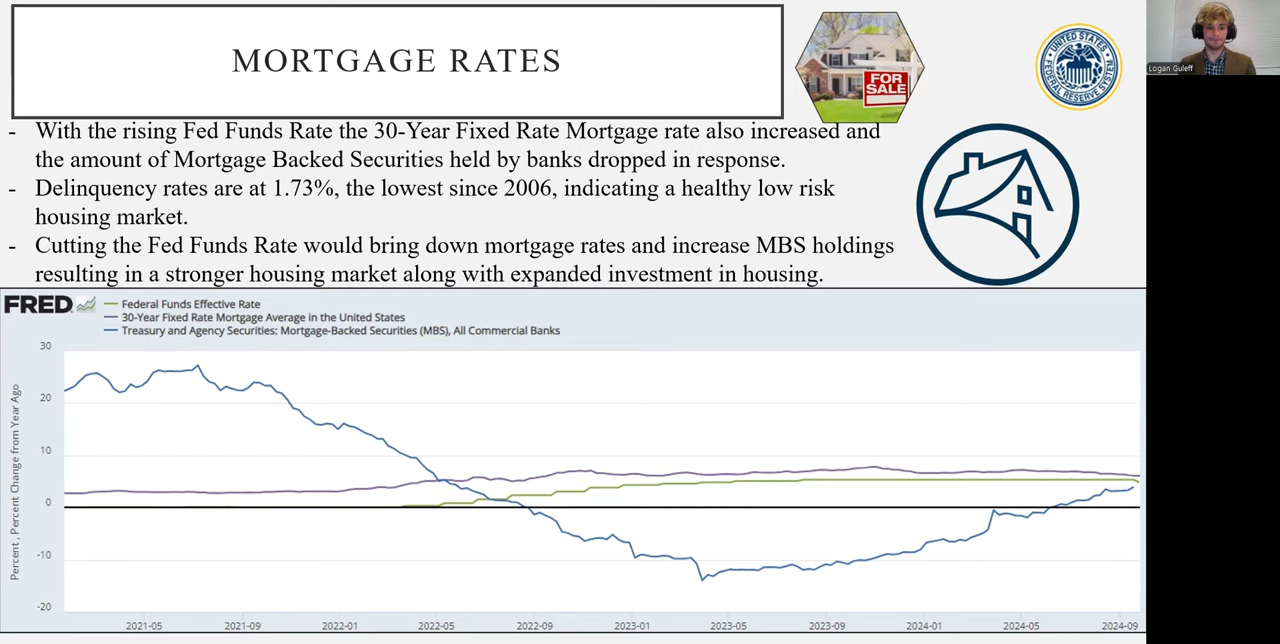 MORTGAGE RATES
FOR
SALE
UNITED STATES
FEDERAL RESERVE SYSTEM
Logan Guleff
- With the rising Fed Funds Rate the 30-Year Fixed Rate Mortgage rate also increased and
the amount of Mortgage Backed Securities held by banks dropped in response.
- Delinquency rates are at 1.73%, the lowest since 2006, indicating a healthy low risk
housing market.
- Cutting the Fed Funds Rate would bring down mortgage rates and increase MBS holdings
resulting in a stronger housing market along with expanded investment in housing.
FRED
Federal Funds Effective Rate
30-Year Fixed Rate Mortgage Average in the United States
Treasury and Agency Securities: Mortgage-Backed Securities (MBS), All Commercial Banks
Percent, Percent Change from Year Ago
30
20
10
0
-10
-20
2021-05 2021-09 2022-01 2022-05 2022-09 2023-01 2023-05 2023-09 2024-01 2024-05 2024-09